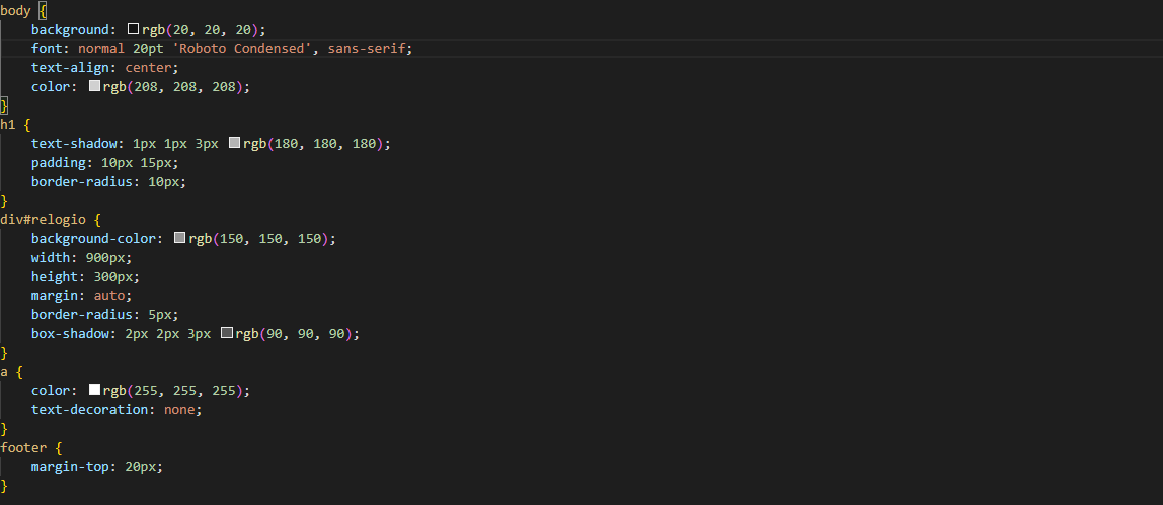 body {
    background: rgb(20, 20, 20);
    font: normal 20pt 'Roboto Condensed', sans-serif;
    text-align: center;
    color: rgb(208, 208, 208);
}
h1 {
    text-shadow: 1px 1px 3px rgb(180, 180, 180);
    padding: 10px 15px;
    border-radius: 10px;
}
div#relogio {
    background-color: rgb(150, 150, 150);
    width: 900px;
    height: 300px;
    margin: auto;
    border-radius: 5px;
    box-shadow: 2px 2px 3px rgb(90, 90, 90);
}
a {
    color: rgb(255, 255, 255);
    text-decoration: none;
}
footer {
    margin-top: 20px;
}